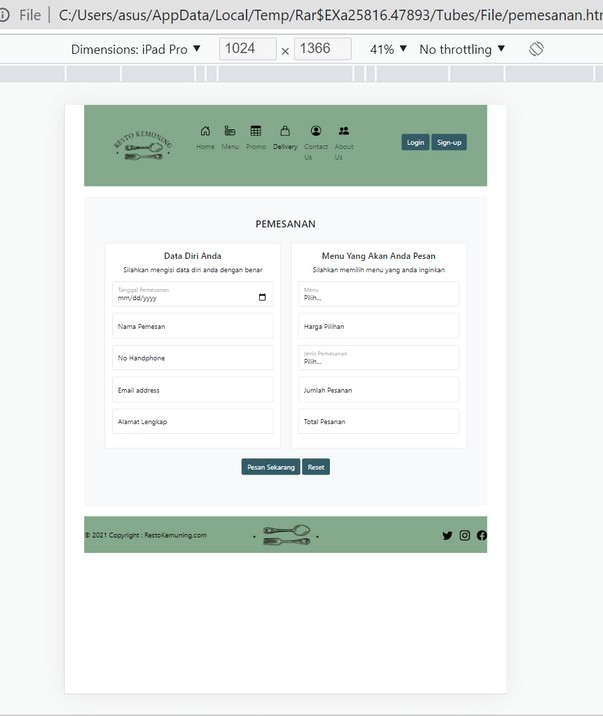 File C:/Users/asus/AppData/Local/Temp/Rar$EXa25816.47893/Tubes/File/pemesanan.htm
Dimensions: iPad Pro ▼ 1024 × 1366 41% ▼ No throttling ▼
RESTO KEMUNING
Home Menu Promo Delivery Contact Us About Us
Login Sign-up
PEMESANAN
Data Diri Anda
Silahkan mengisi data diri anda dengan benar
Tanggal Pemesanan
mm/dd/yyyy
Nama Pemesan
No Handphone
Email address
Alamat Lengkap
Menu Yang Akan Anda Pesan
Silahkan memilih menu yang anda inginkan
Menu
Pilih...
Harga Pilihan
Jenis Pemesanan
Pilih...
Jumlah Pesanan
Total Pesanan
Pesan Sekarang Reset
© 2021 Copyright : RestoKemuning.com